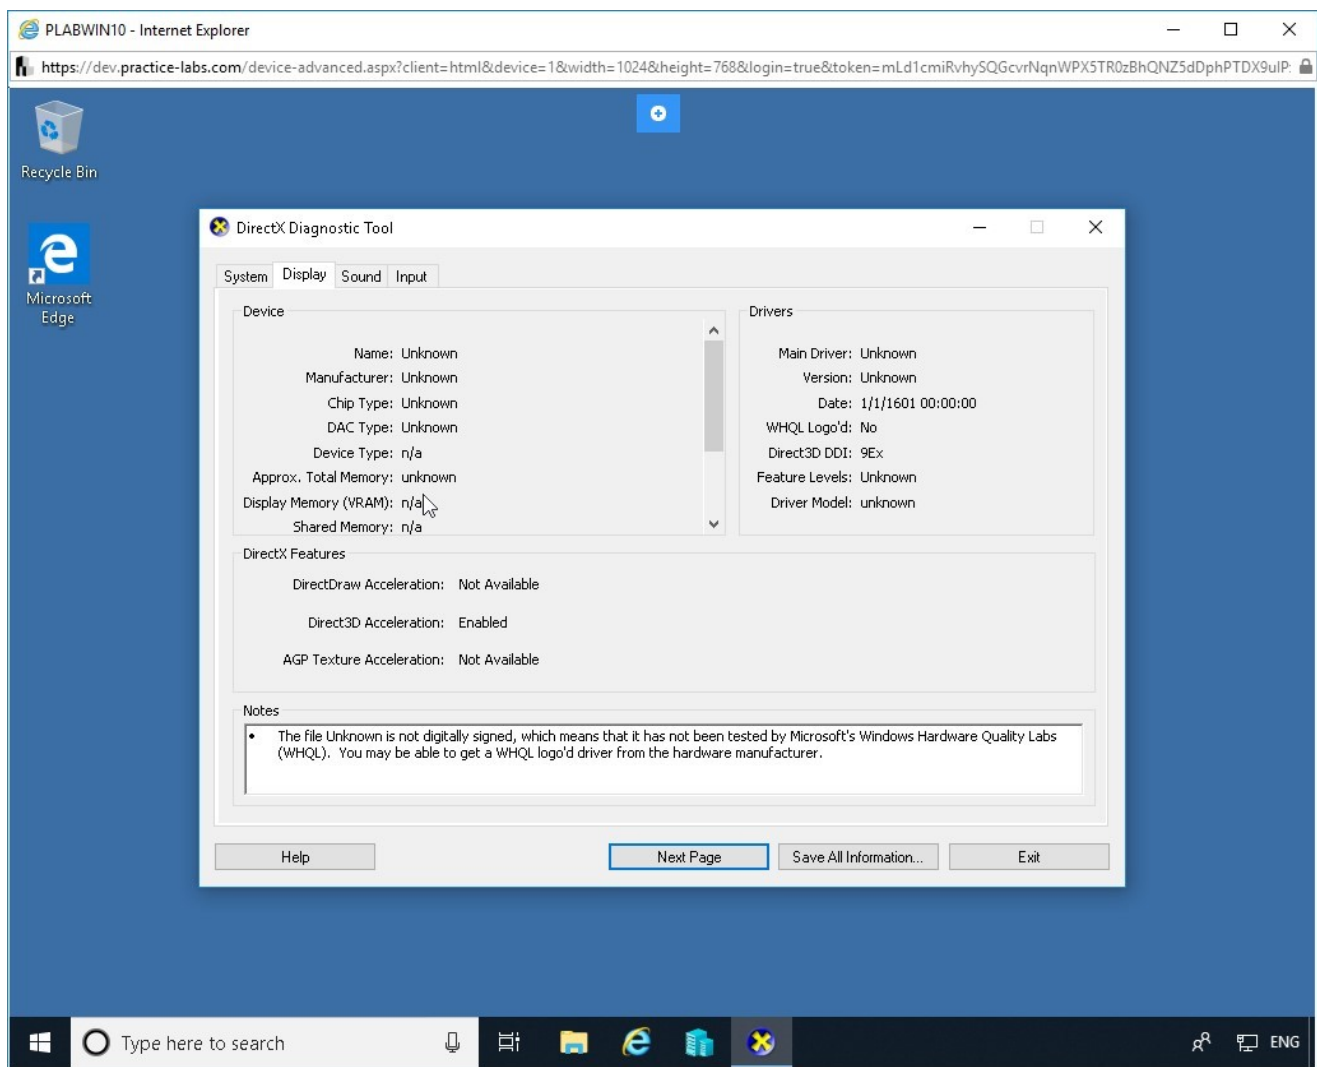 PLABWIN10 - Internet Explorer
https://dev.practice-labs.com/device-advanced.aspx?client=html&device=1&width=1024&height=768&login=true&token=mLd1cmiRvhySQGcvrNqnWPX5TR0zBhQNZ5dDphPTDX9uIP:
Recycle Bin
Microsoft
Edge
DirectX Diagnostic Tool
System Display Sound Input
Device
Name: Unknown
Manufacturer: Unknown
Chip Type: Unknown
DAC Type: Unknown
Device Type: n/a
Approx. Total Memory: unknown
Display Memory (VRAM): n/a
Shared Memory: n/a
Drivers
Main Driver: Unknown
Version: Unknown
Date: 1/1/1601 00:00:00
WHQL Logo'd: No
Direct3D DDI: 9Ex
Feature Levels: Unknown
Driver Model: unknown
DirectX Features
DirectDraw Acceleration: Not Available
Direct3D Acceleration: Enabled
AGP Texture Acceleration: Not Available
Notes
• The file Unknown is not digitally signed, which means that it has not been tested by Microsoft's Windows Hardware Quality Labs
(WHQL). You may be able to get a WHQL logo'd driver from the hardware manufacturer.
Help Next Page Save All Information... Exit
Type here to search
ENG